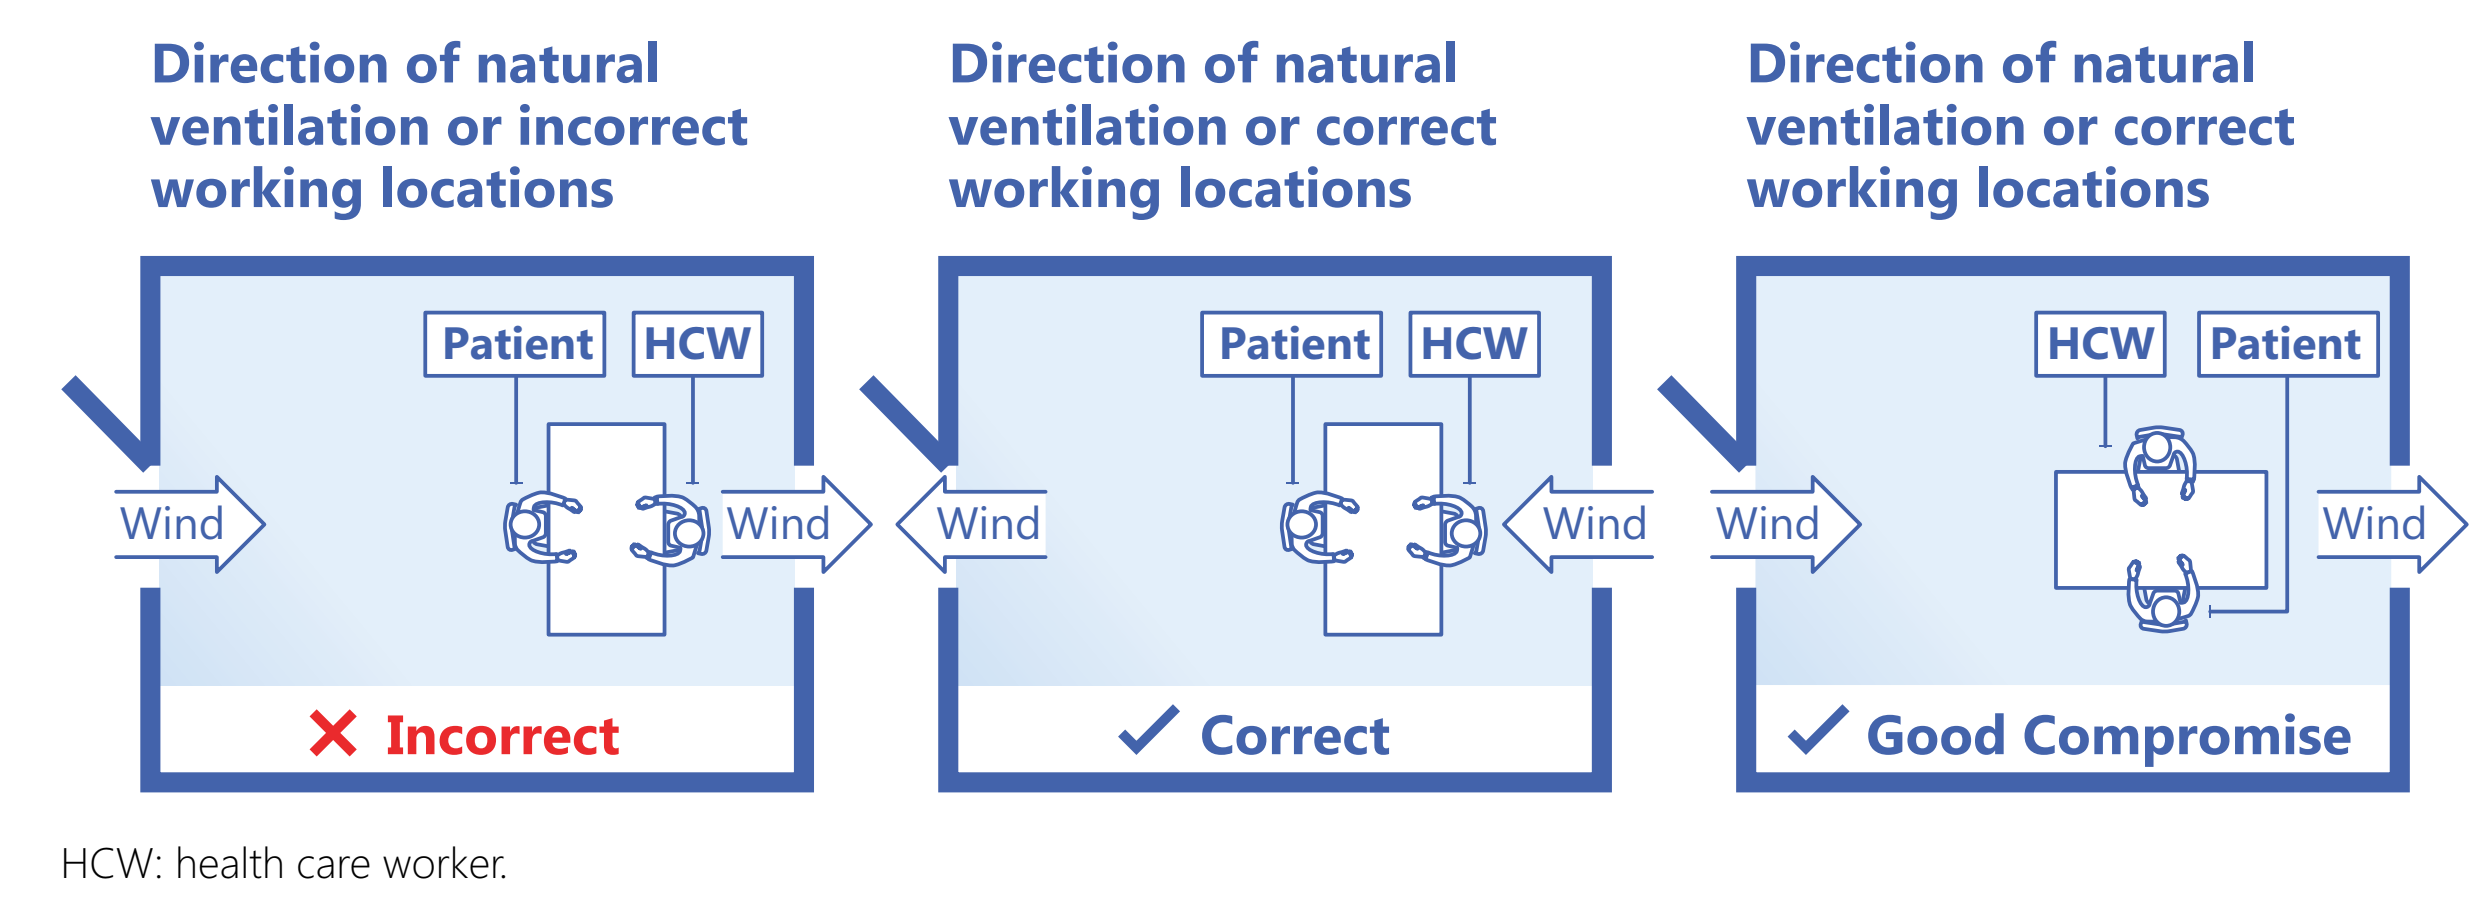 Direction of natural
ventilation or incorrect
working locations
Patient
HCW
Wind
Wind
Incorrect
Direction of natural
ventilation or correct
working locations
Patient
HCW
Wind
Wind
Correct
Direction of natural
ventilation or correct
working locations
HCW
Patient
Wind
Wind
Good Compromise
HCW: health care worker.